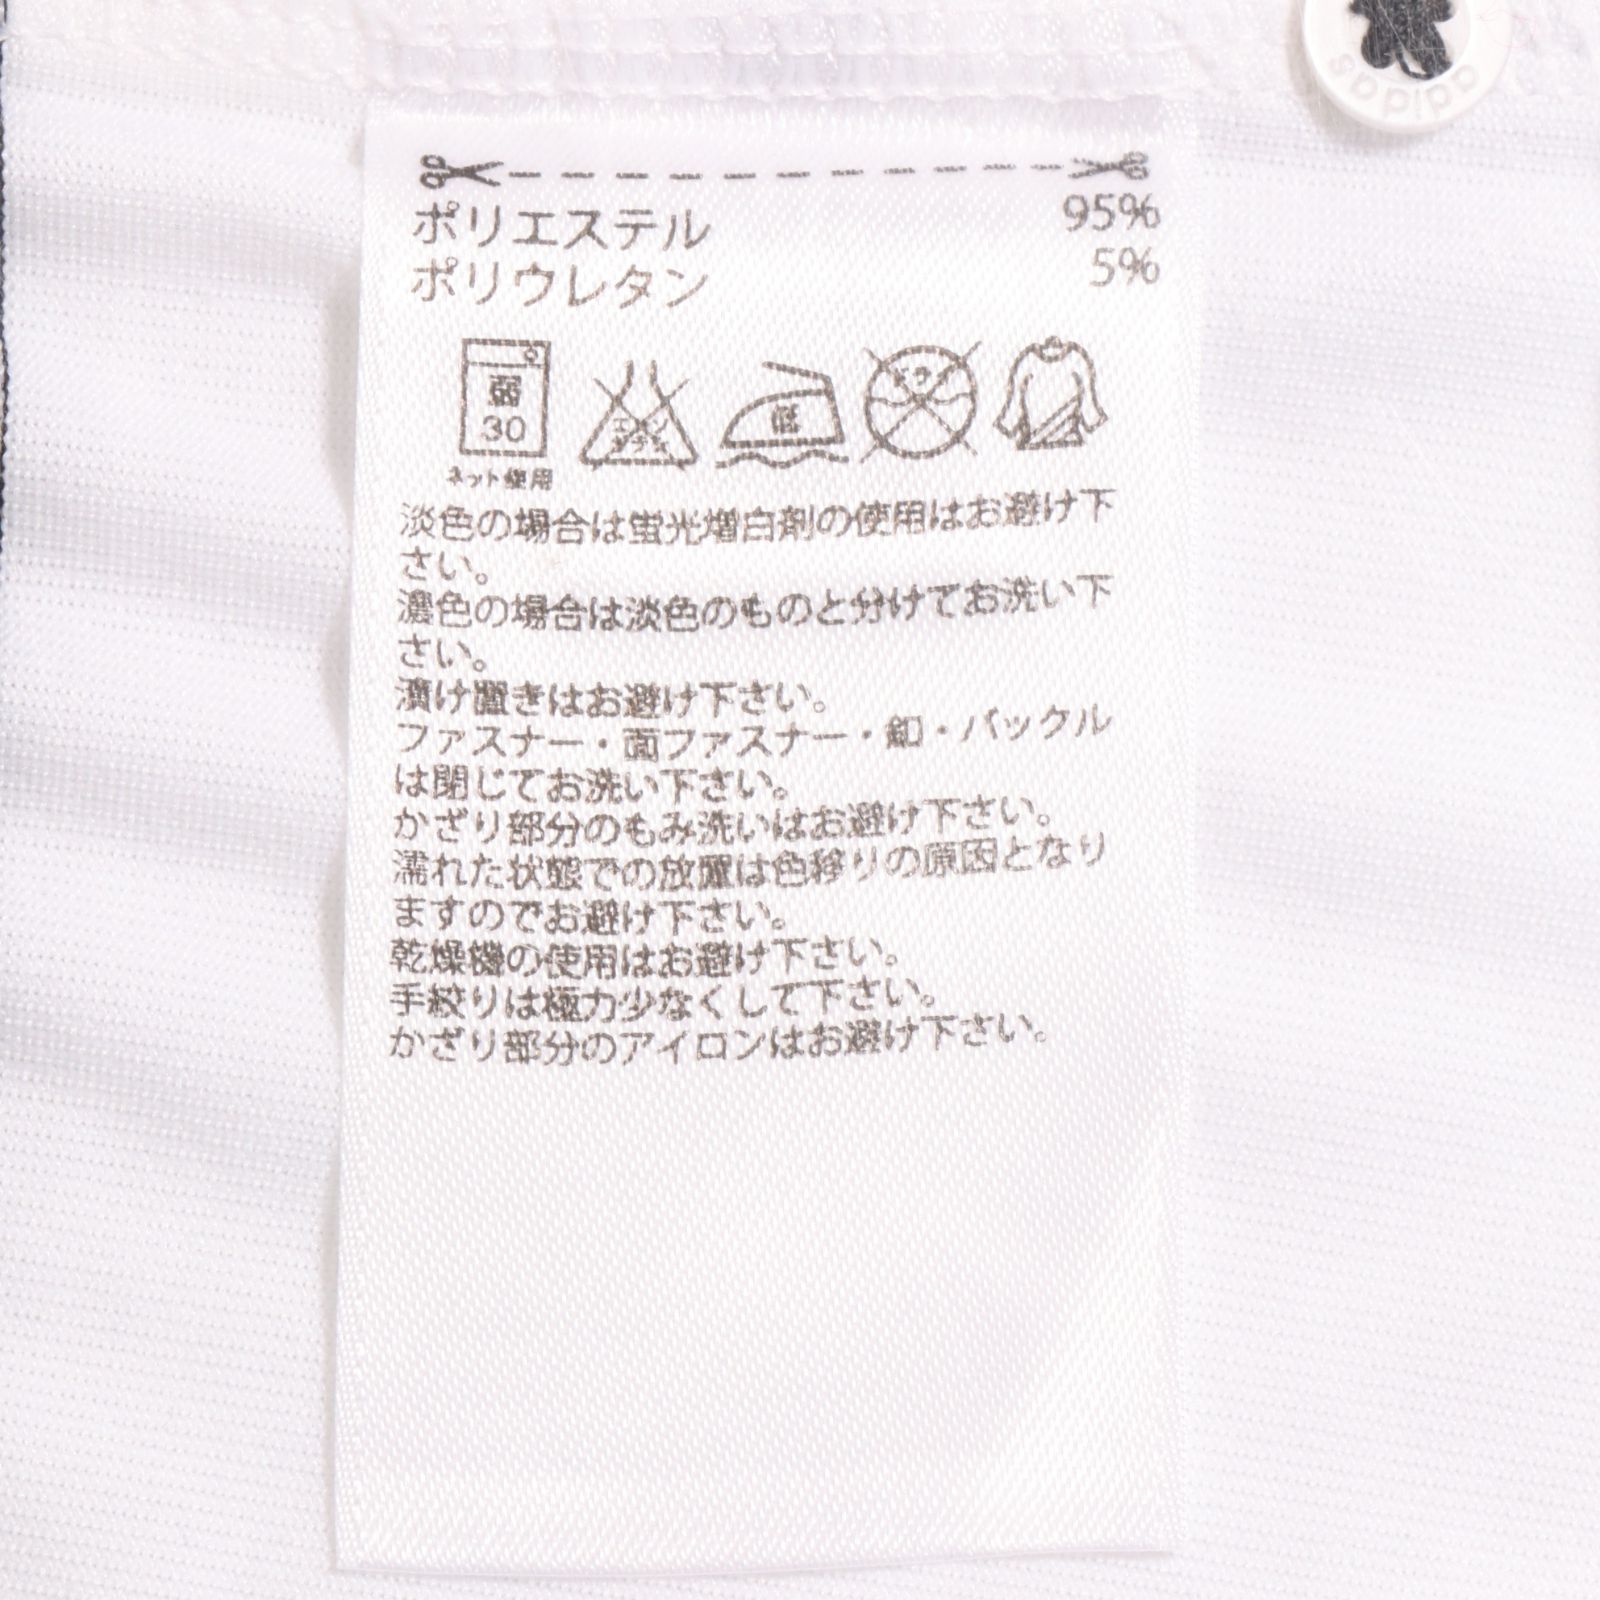 adidas
ポリエステル 95%
ポリウレタン 5%
弱
30
エンソ
サラシ
低
ドライ
ネット使用
淡色の場合は蛍光増白剤の使用はお避け下
さい。
濃色の場合は淡色のものと分けてお洗い下
さい。
漬け置きはお避け下さい。
ファスナー・面ファスナー・釦・バックル
は閉じてお洗い下さい。
かざり部分のもみ洗いはお避け下さい。
濡れた状態での放置は色移りの原因となり
ますのでお避け下さい。
乾燥機の使用はお避け下さい。
手絞りは極力少なくして下さい。
かざり部分のアイロンはお避け下さい。